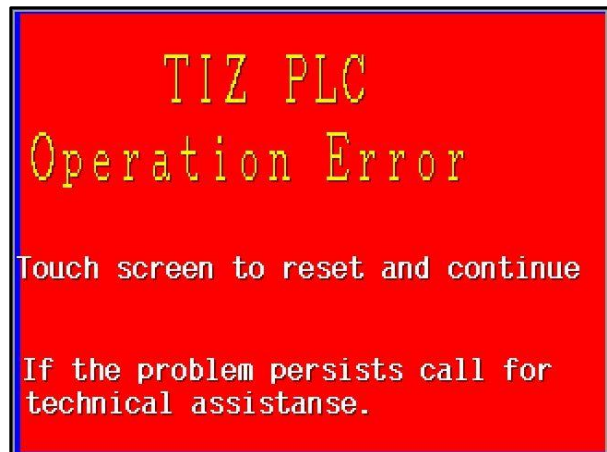 TIZ PLC
Operation Error
Touch screen to reset and continue
If the problem persists call for
technical assistanse.